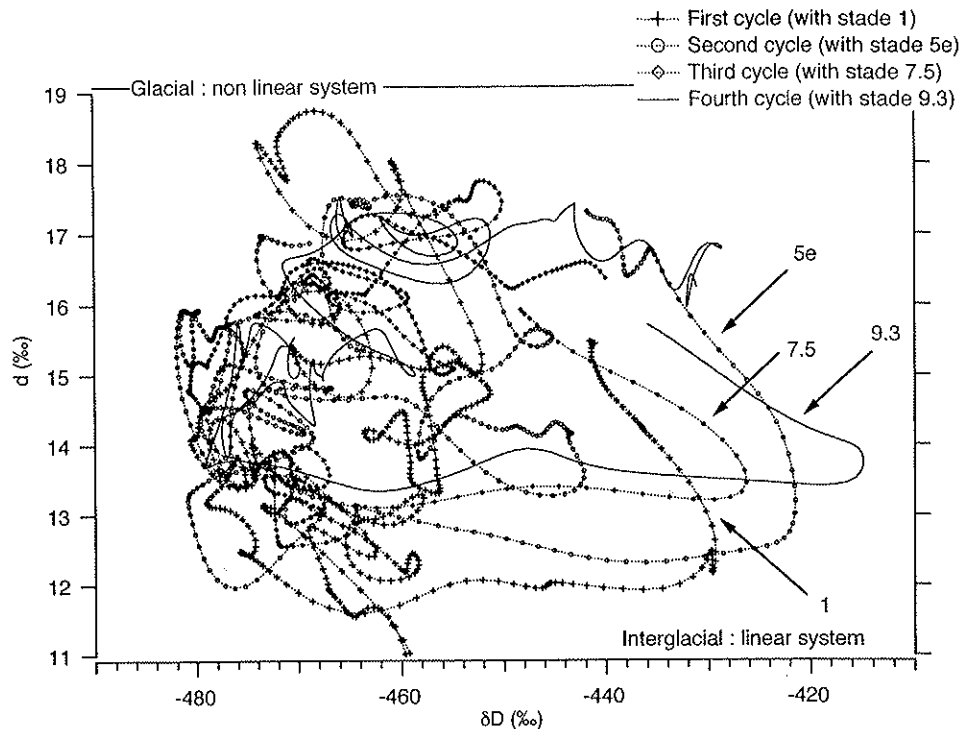 First cycle (with stade 1)
Second cycle (with stade 5e)
Third cycle (with stade 7.5)
Fourth cycle (with stade 9.3)
Glacial : non linear system
19
18
17
16
15
14
13
12
11
d (‰)
5e
9.3
7.5
1
Interglacial : linear system
-480
-460
-440
-420
δD (‰)